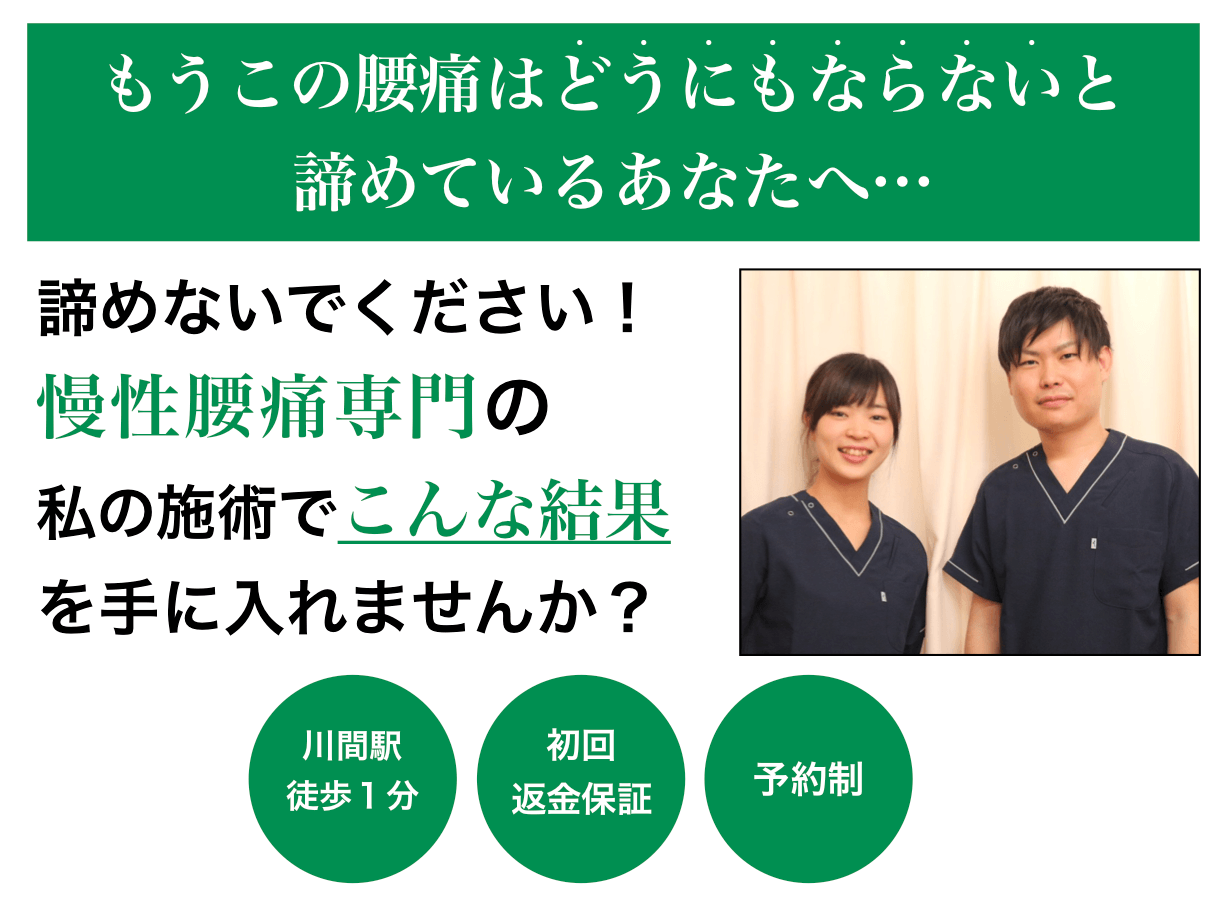 もうこの腰痛はどうにもならないと
諦めているあなたへ…
諦めないでください！
慢性腰痛専門の
私の施術でこんな結果
を手に入れませんか？
川間駅
徒歩１分
初回
返金保証
予約制